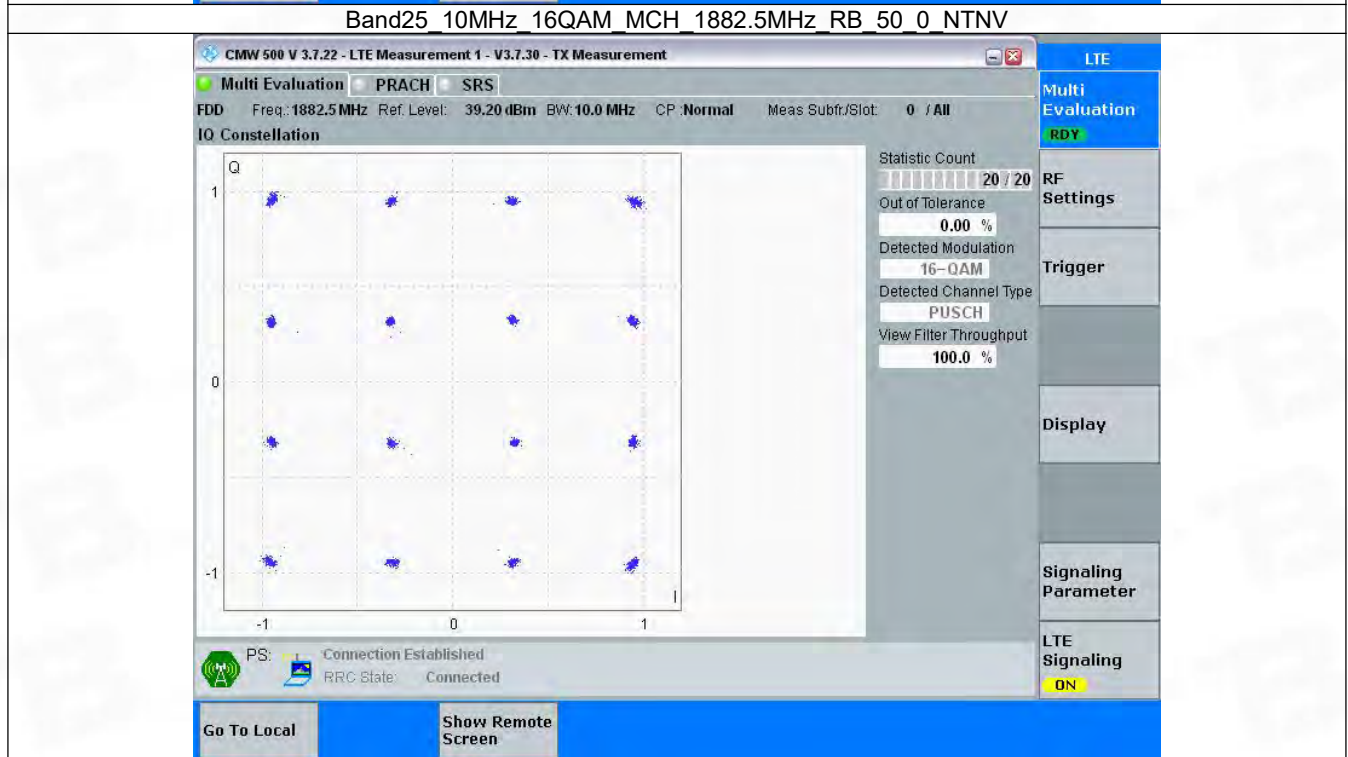 Band25_10MHz_16QAM_MCH_1882.5MHz_RB_50_0_NTNV
CMW 500 V 3.7.22 - LTE Measurement 1 - V3.7.30 - TX Measurement
LTE
Multi Evaluation PRACH SRS
Multi
Evaluation
RDY
FDD Freq.: 1882.5 MHz Ref. Level: 39.20 dBm BW: 10.0 MHz CP :Normal Meas Subfr./Slot: 0 / All
IQ Constellation
Q
1
0
-1
I
-1 0 1
Statistic Count
20 / 20
Out of Tolerance
0.00 %
Detected Modulation
16-QAM
Detected Channel Type
PUSCH
View Filter Throughput
100.0 %
RF
Settings
Trigger
Display
Signaling
Parameter
LTE
Signaling
ON
PS: Connection Established
RRC State: Connected
Go To Local
Show Remote
Screen